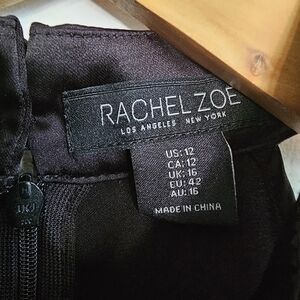 RACHEL ZOE
LOS ANGELES NEW YORK
US: 12
CA: 12
UK: 16
EU: 42
AU: 16
MADE IN CHINA